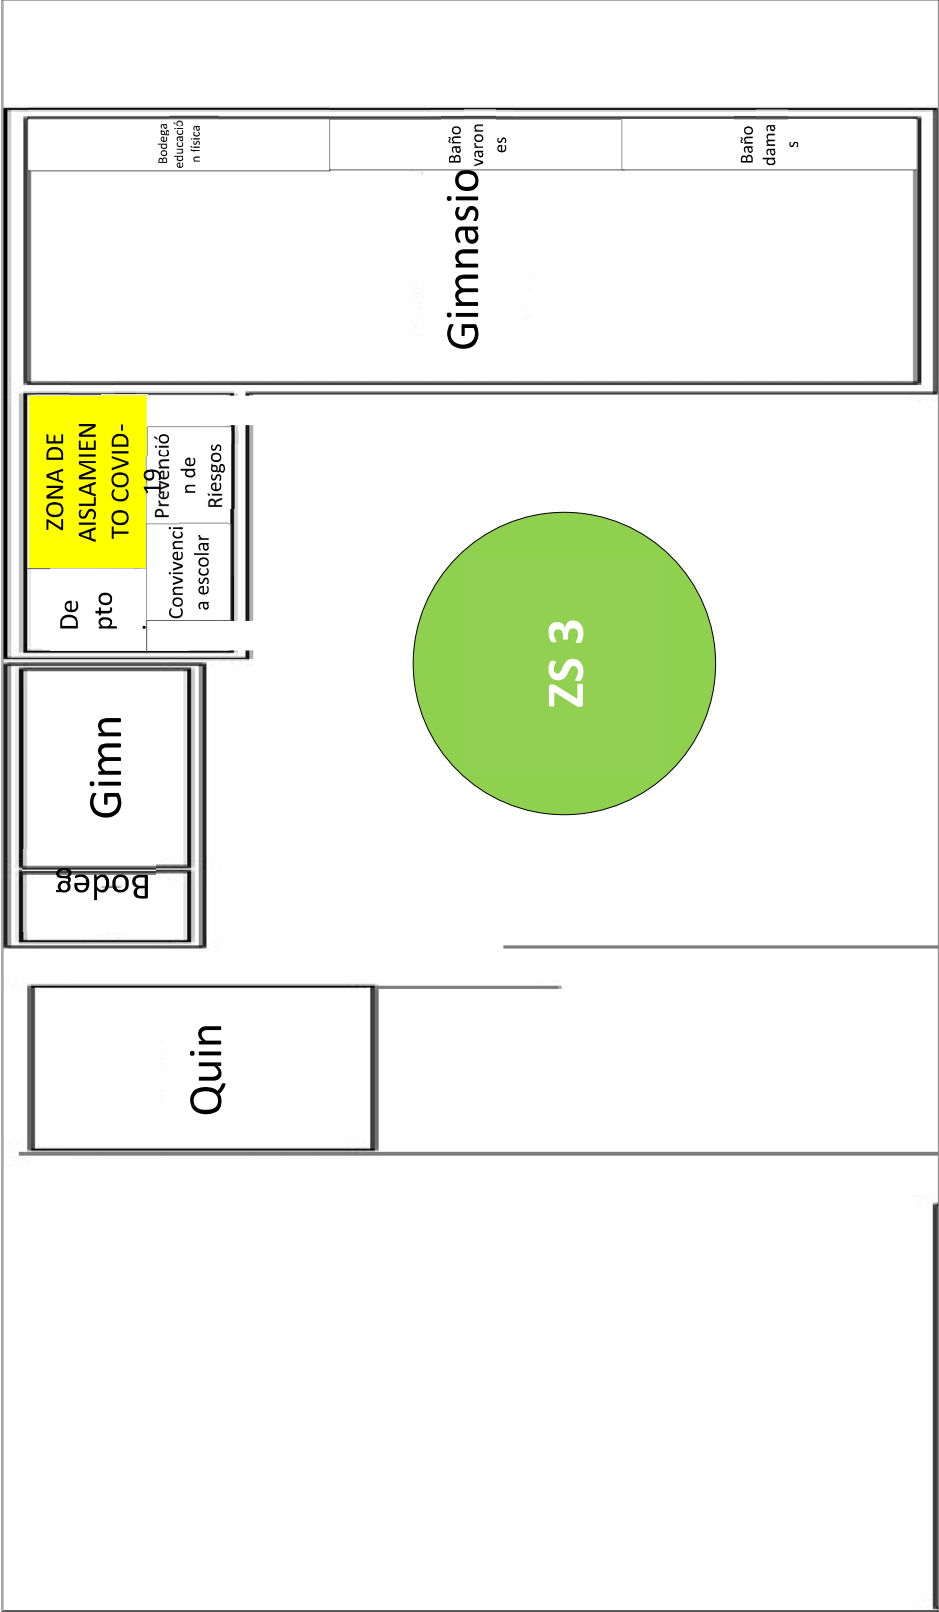 Bodega
educació
n física
Baño
varon
es
Baño
dama
s
Gimnasio
ZONA DE
AISLAMIEN
TO COVID-
19
Prevenció
n de
Riesgos
Convivenci
a escolar
De
pto
.
ZS 3
Gimn
Bodeg
Quin